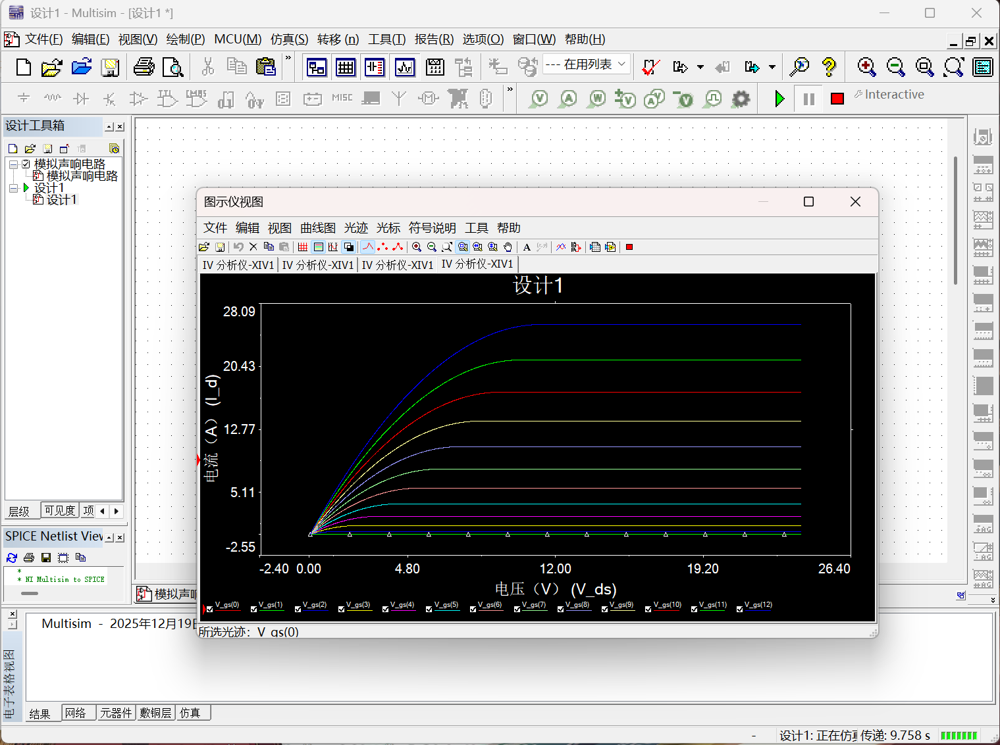 设计1 - Multisim - [设计1 *]
文件(F) 编辑(E) 视图(V) 绘制(P) MCU(M) 仿真(S) 转移 (n) 工具(T) 报告(R) 选项(O) 窗口(W) 帮助(H)
--- 在用列表
MISC
Interactive
设计工具箱
模拟声响电路
模拟声响电路
设计1
设计1
层级 可见度 项
SPICE Netlist View
*
* NI Multisim to SPICE
模拟声响
图示仪视图
文件 编辑 视图 曲线图 光迹 光标 符号说明 工具 帮助
IV 分析仪-XIV1 IV 分析仪-XIV1 IV 分析仪-XIV1 IV 分析仪-XIV1
设计1
28.09
20.43
12.77
5.11
-2.55
电流（A）(I_d)
-2.40 0.00 4.80 12.00 19.20 26.40
电压（V）(V_ds)
V_gs(0) V_gs(1) V_gs(2) V_gs(3) V_gs(4) V_gs(5) V_gs(6) V_gs(7) V_gs(8) V_gs(9) V_gs(10) V_gs(11) V_gs(12)
所选光迹： V_gs(0)
Multisim - 2025年12月19日
电子表格视图
结果 网络 元器件 敷铜层 仿真
- 设计1: 正在仿真 传递: 9.758 s